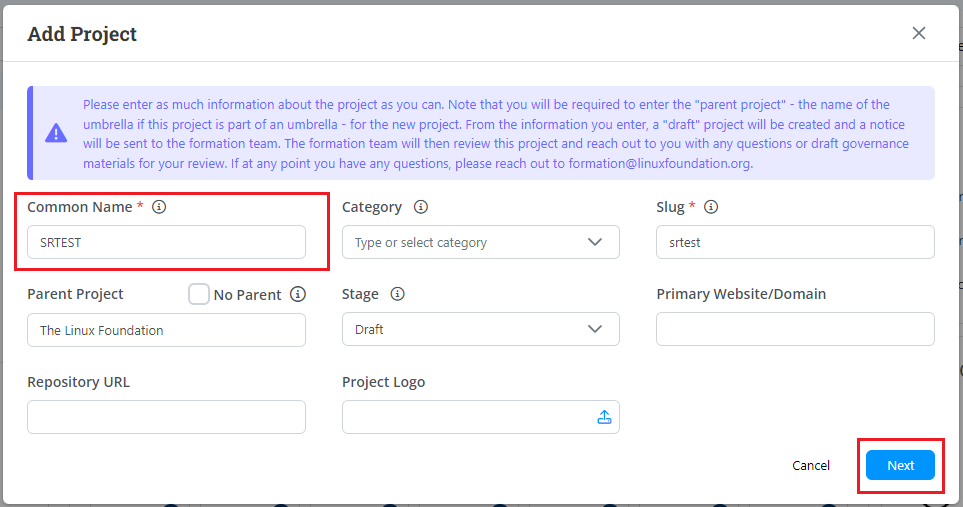 Add Project
Please enter as much information about the project as you can. Note that you will be required to enter the "parent project" - the name of the
umbrella if this project is part of an umbrella - for the new project. From the information you enter, a "draft" project will be created and a notice
will be sent to the formation team. The formation team will then review this project and reach out to you with any questions or draft governance
materials for your review. If at any point you have any questions, please reach out to formation@linuxfoundation.org.
Common Name * Category Slug *
SRTEST Type or select category srtest
Parent Project No Parent Stage Primary Website/Domain
The Linux Foundation Draft
Repository URL Project Logo
Cancel Next